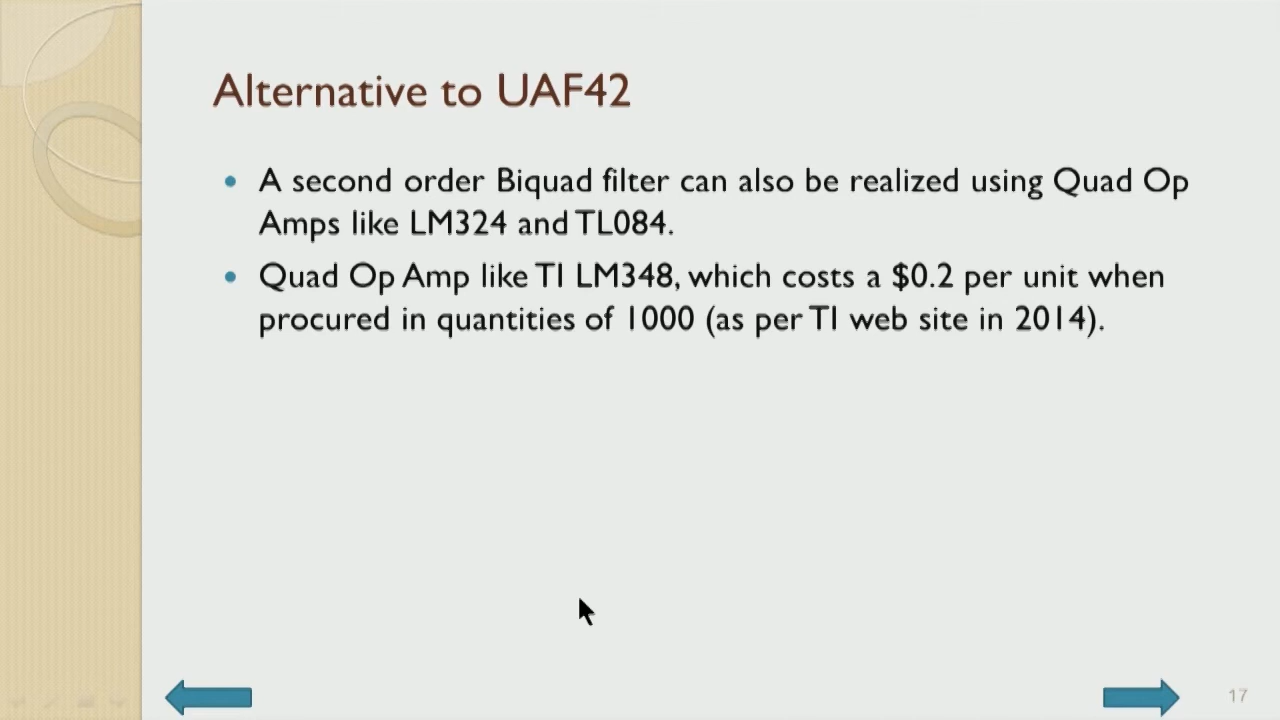 Alternative to UAF42
• A second order Biquad filter can also be realized using Quad Op
Amps like LM324 and TL084.
• Quad Op Amp like TI LM348, which costs a $0.2 per unit when
procured in quantities of 1000 (as per TI web site in 2014).
17